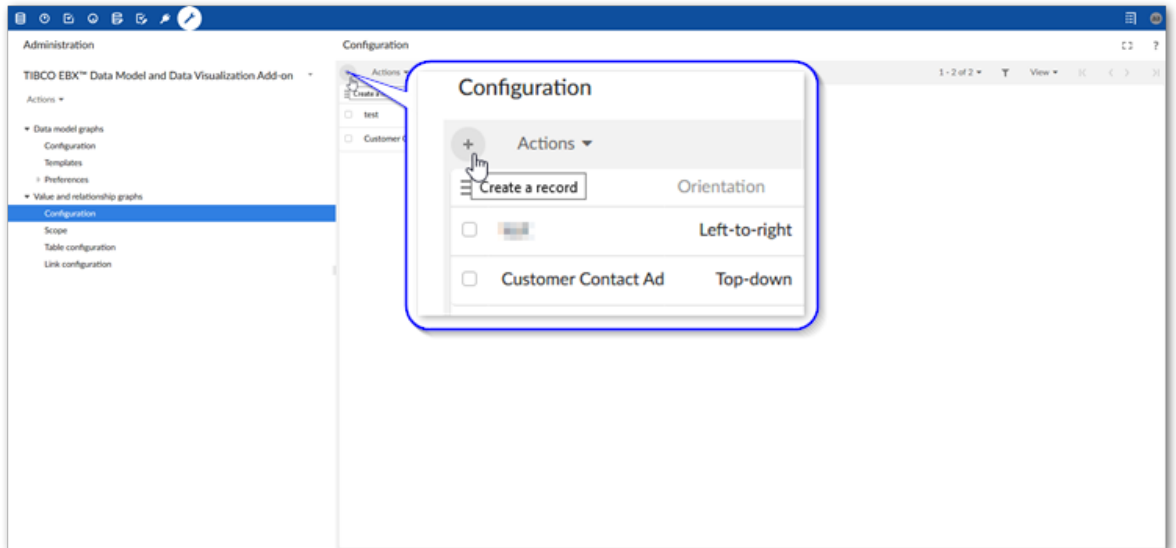 Administration
Configuration
?
TIBCO EBX™ Data Model and Data Visualization Add-on
Actions
1 - 2 of 2
View
Actions
Create a
test
Customer C
Data model graphs
Configuration
Templates
Preferences
Value and relationship graphs
Configuration
Scope
Table configuration
Link configuration
Configuration
+ Actions
Create a record
Orientation
Left-to-right
Customer Contact Ad Top-down